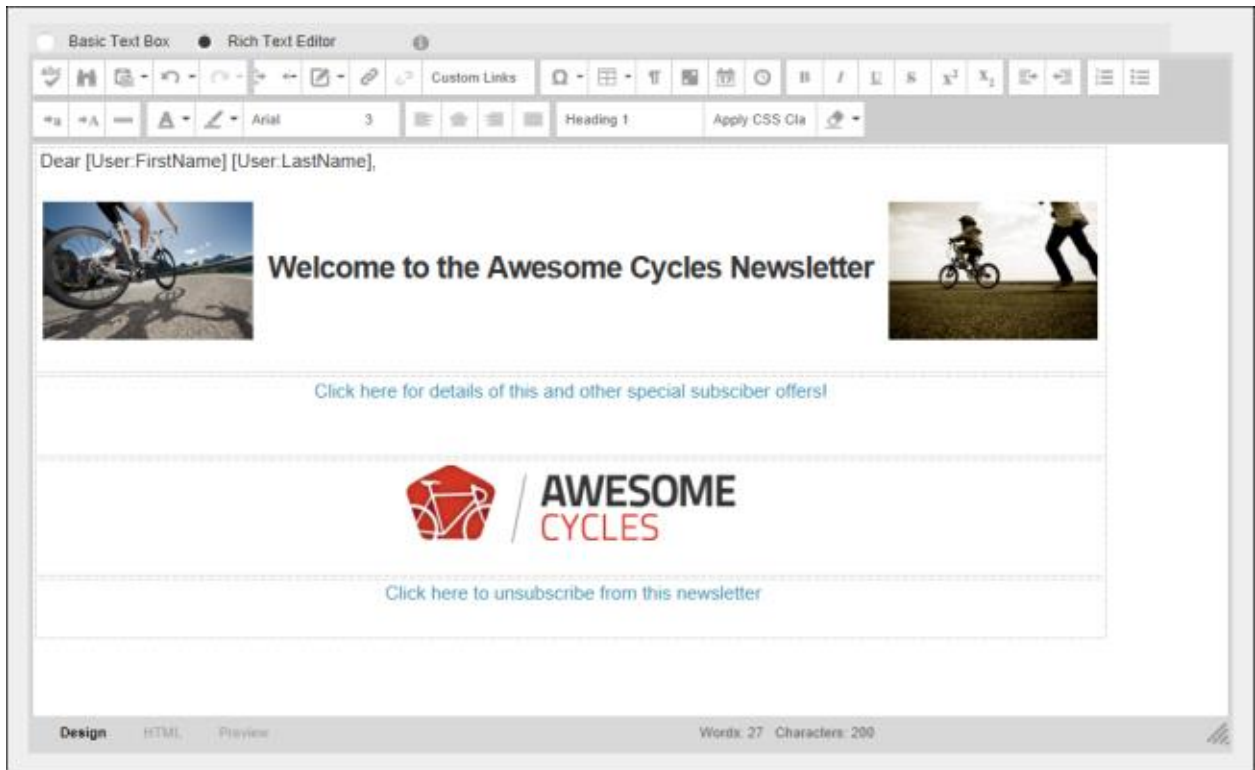 Basic Text Box Rich Text Editor
Custom Links Ω ¶ B I U S x² X₂
A Arial 3 Heading 1 Apply CSS Cla
Dear [User:FirstName] [User:LastName],
Welcome to the Awesome Cycles Newsletter
Click here for details of this and other special subsciber offers!
AWESOME
CYCLES
Click here to unsubscribe from this newsletter
Design HTML Preview Words: 27 Characters: 200